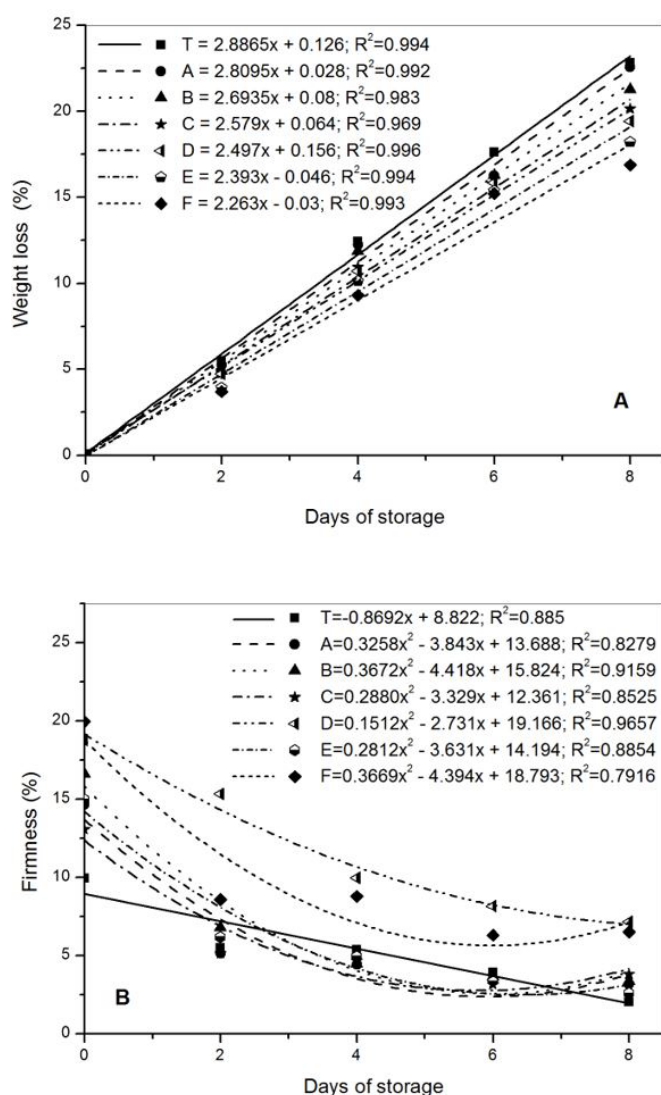 25
20
15
10
5
0
Weight loss (%)
T = 2.8865x + 0.126; R²=0.994
A = 2.8095x + 0.028; R²=0.992
B = 2.6935x + 0.08; R²=0.983
C = 2.579x + 0.064; R²=0.969
D = 2.497x + 0.156; R²=0.996
E = 2.393x - 0.046; R²=0.994
F = 2.263x - 0.03; R²=0.993
A
0 2 4 6 8
Days of storage
25
20
15
10
5
0
Firmness (%)
T=-0.8692x + 8.822; R²=0.885
A=0.3258x² - 3.843x + 13.688; R²=0.8279
B=0.3672x² - 4.418x + 15.824; R²=0.9159
C=0.2880x² - 3.329x + 12.361; R²=0.8525
D=0.1512x² - 2.731x + 19.166; R²=0.9657
E=0.2812x² - 3.631x + 14.194; R²=0.8854
F=0.3669x² - 4.394x + 18.793; R²=0.7916
B
0 2 4 6 8
Days of storage